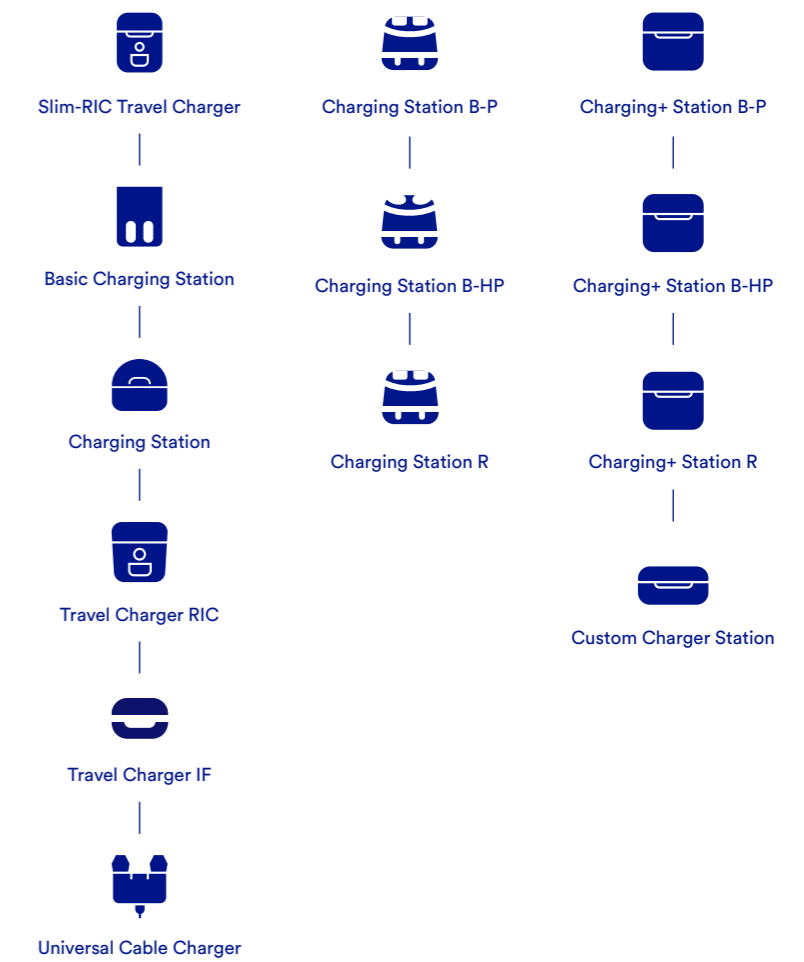 Slim-RIC Travel Charger
Basic Charging Station
Charging Station
Travel Charger RIC
Travel Charger IF
Universal Cable Charger
Charging Station B-P
Charging Station B-HP
Charging Station R
Charging+ Station B-P
Charging+ Station B-HP
Charging+ Station R
Custom Charger Station